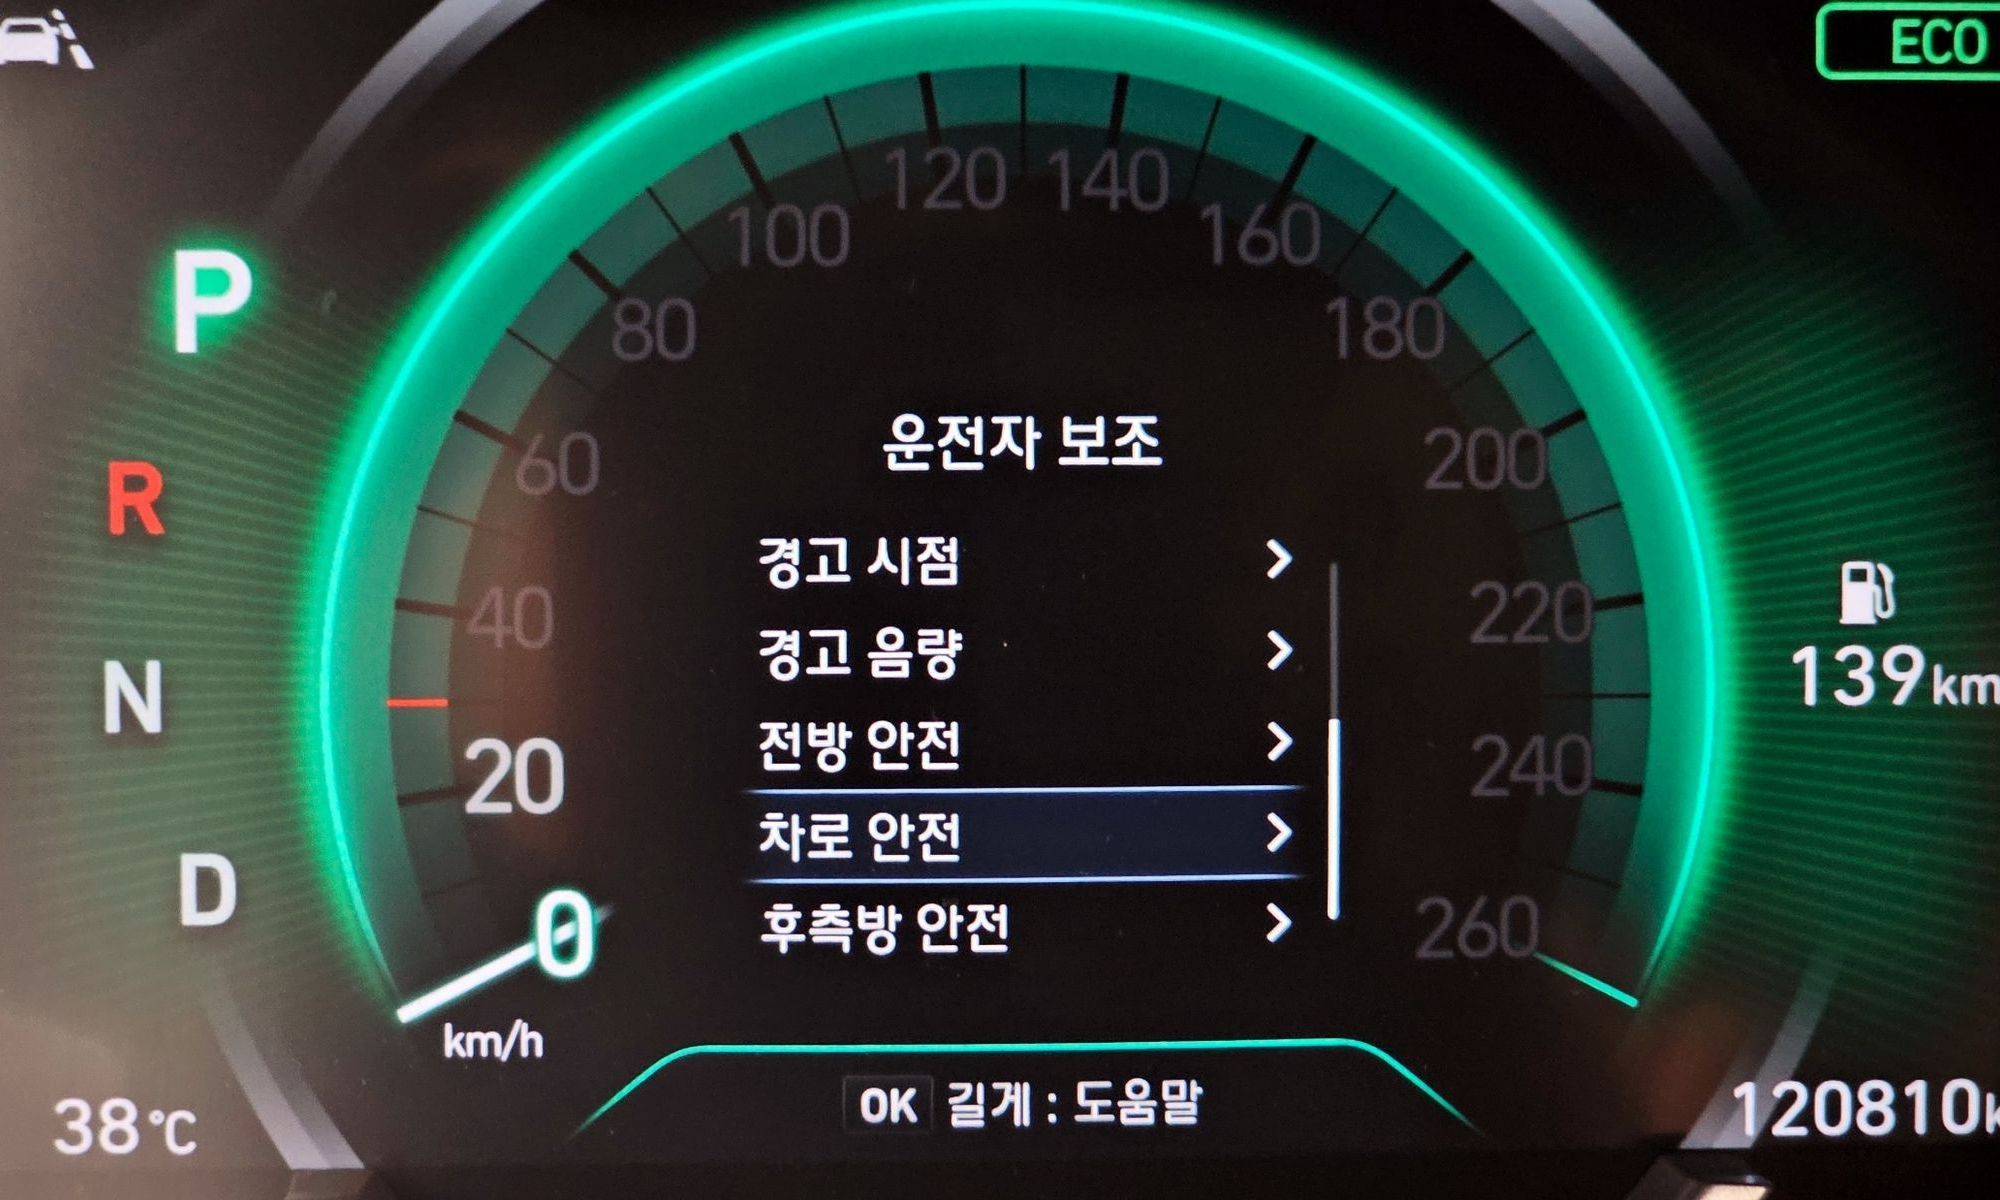 ECO
120 140
100 160
80 180
P
60 200
R
40 220
N
20 240
D
0 260
km/h
운전자 보조
경고 시점
경고 음량
전방 안전
차로 안전
후측방 안전
139km
OK 길게 : 도움말
38°C
120810k